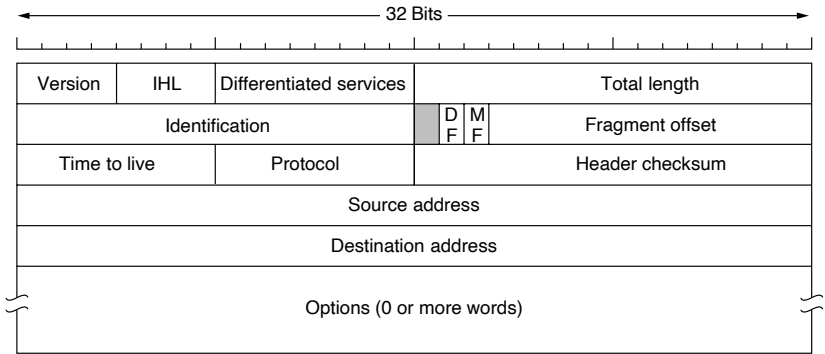 32 Bits
Version IHL Differentiated services Total length
Identification D F M F Fragment offset
Time to live Protocol Header checksum
Source address
Destination address
Options (0 or more words)